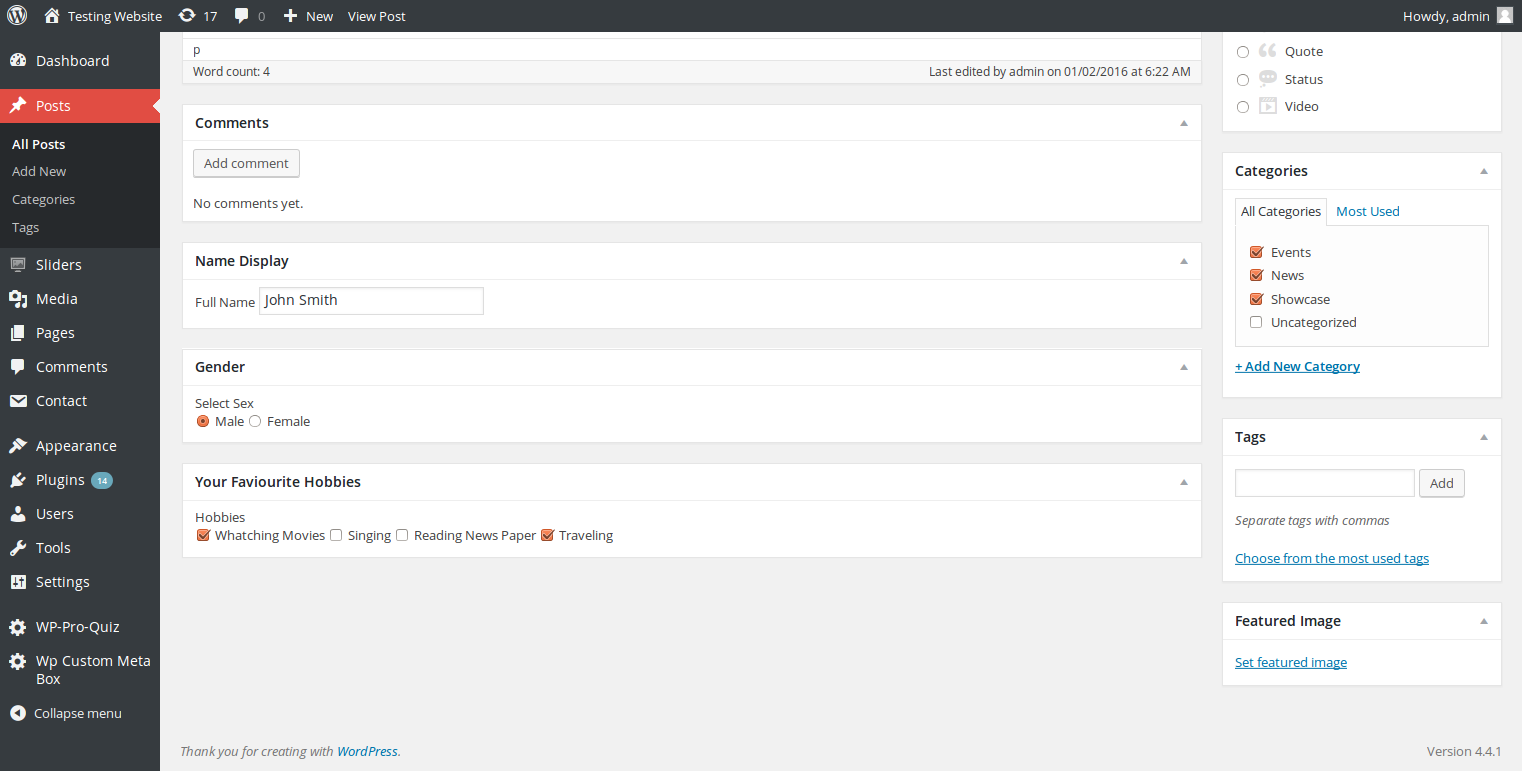 Testing Website 17 0 New View Post Howdy, admin
Dashboard
Posts
All Posts
Add New
Categories
Tags
Sliders
Media
Pages
Comments
Contact
Appearance
Plugins 14
Users
Tools
Settings
WP-Pro-Quiz
Wp Custom Meta
Box
Collapse menu
p
Word count: 4 Last edited by admin on 01/02/2016 at 6:22 AM
Comments
Add comment
No comments yet.
Name Display
Full Name John Smith
Gender
Select Sex
Male Female
Your Faviourite Hobbies
Hobbies
Whatching Movies Singing Reading News Paper Traveling
Quote
Status
Video
Categories
All Categories Most Used
Events
News
Showcase
Uncategorized
+ Add New Category
Tags
Add
Separate tags with commas
Choose from the most used tags
Featured Image
Set featured image
Thank you for creating with WordPress. Version 4.4.1